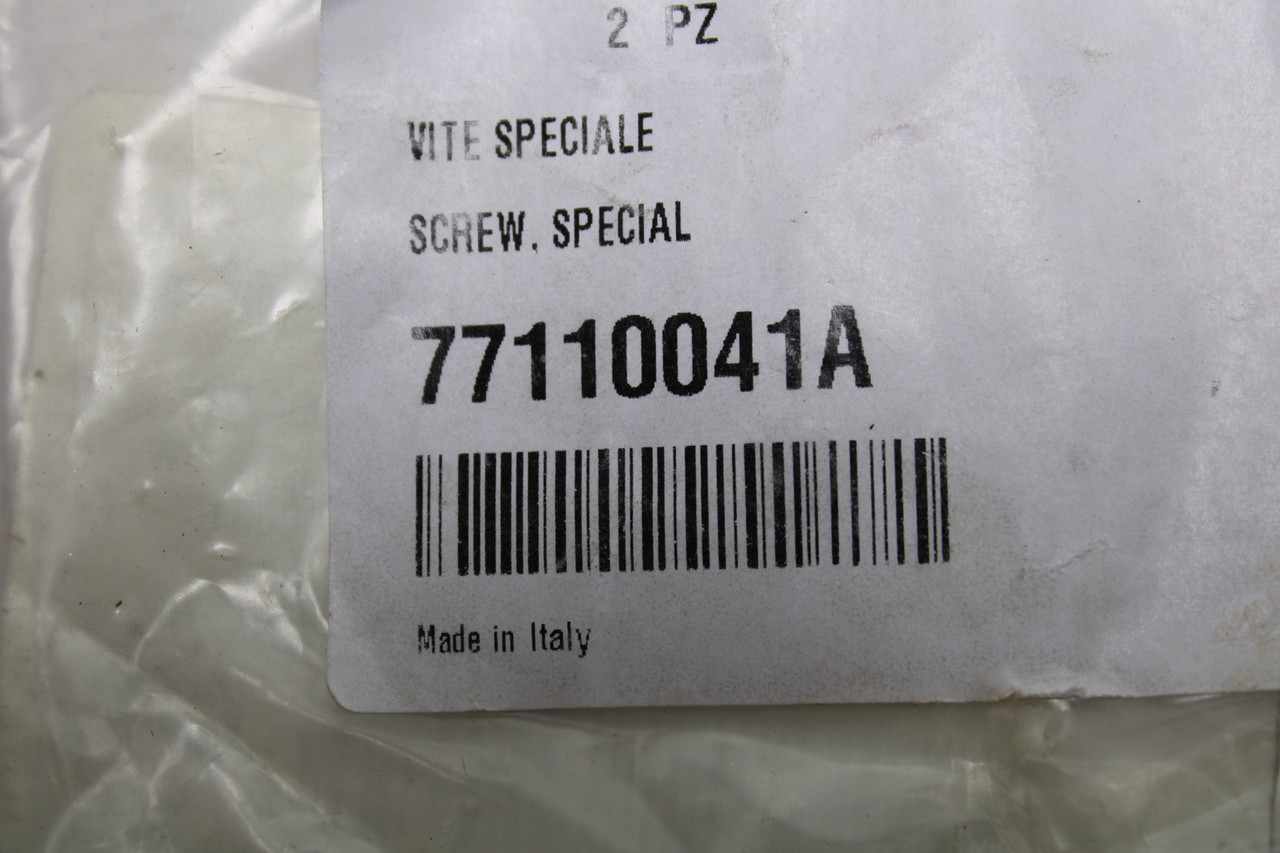 2 PZ
VITE SPECIALE
SCREW, SPECIAL
77110041A
Made in Italy